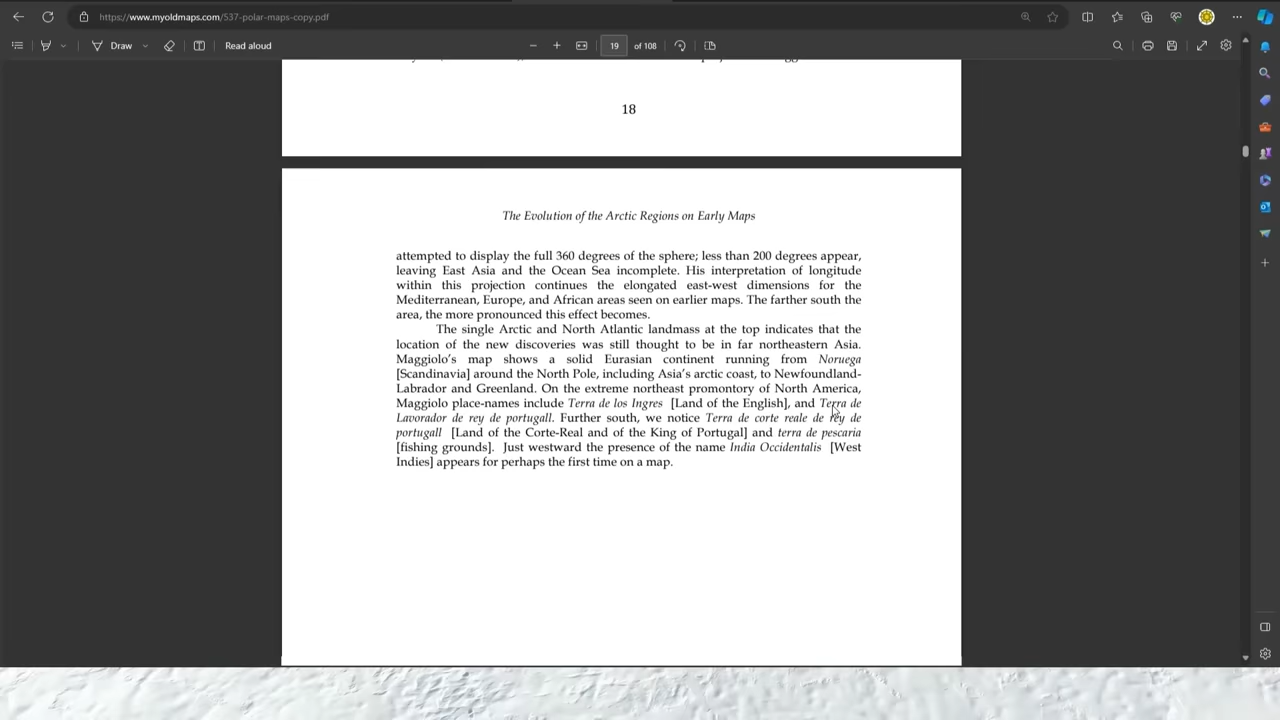 https://www.myoldmaps.com/537-polar-maps-copy.pdf
Draw
Read aloud
19 of 108
18
The Evolution of the Arctic Regions on Early Maps
attempted to display the full 360 degrees of the sphere; less than 200 degrees appear,
leaving East Asia and the Ocean Sea incomplete. His interpretation of longitude
within this projection continues the elongated east-west dimensions for the
Mediterranean, Europe, and African areas seen on earlier maps. The farther south the
area, the more pronounced this effect becomes.
The single Arctic and North Atlantic landmass at the top indicates that the
location of the new discoveries was still thought to be in far northeastern Asia.
Maggiolo's map shows a solid Eurasian continent running from Noruega
[Scandinavia] around the North Pole, including Asia's arctic coast, to Newfoundland-
Labrador and Greenland. On the extreme northeast promontory of North America,
Maggiolo place-names include Terra de los Ingres [Land of the English], and Terra de
Lavorador de rey de portugall. Further south, we notice Terra de corte reale de rey de
portugall [Land of the Corte-Real and of the King of Portugal] and terra de pescaria
[fishing grounds]. Just westward the presence of the name India Occidentalis [West
Indies] appears for perhaps the first time on a map.